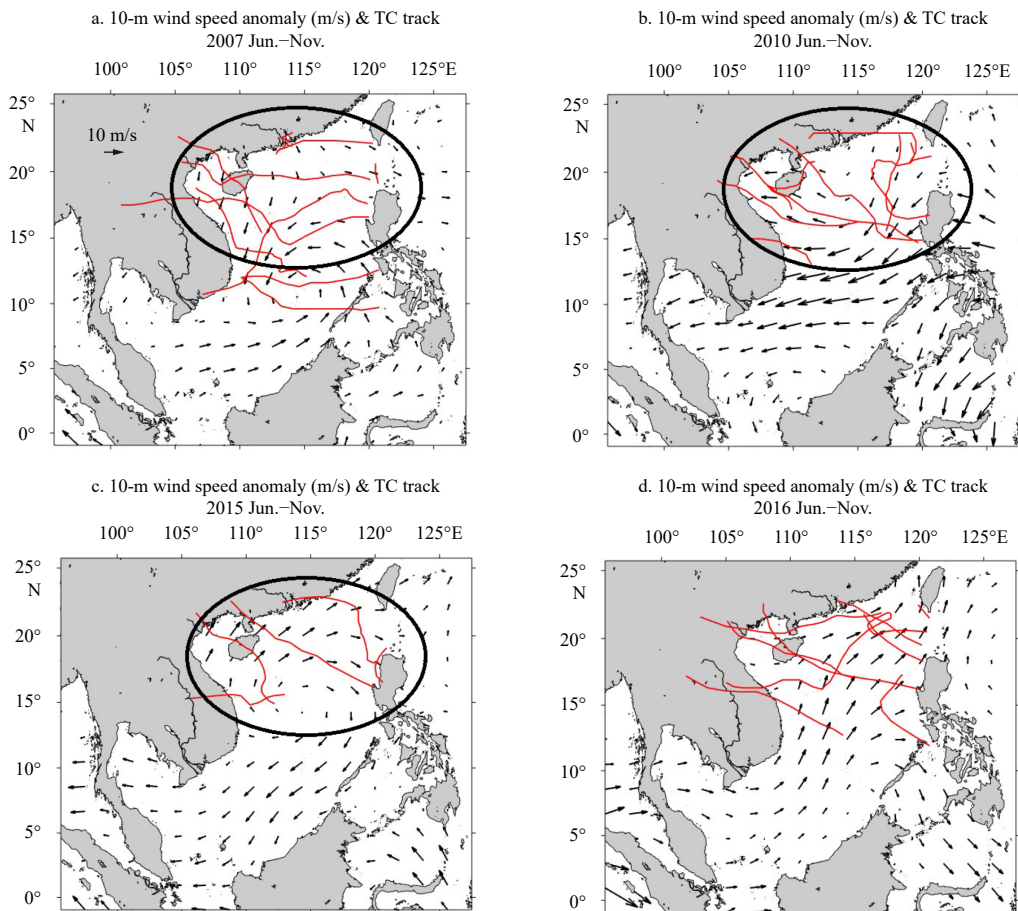 a. 10-m wind speed anomaly (m/s) & TC track
2007 Jun.−Nov.
100° 105° 110° 115° 120° 125°E
25°
N
10 m/s
20°
15°
10°
5°
0°
b. 10-m wind speed anomaly (m/s) & TC track
2010 Jun.−Nov.
100° 105° 110° 115° 120° 125°E
25°
N
20°
15°
10°
5°
0°
c. 10-m wind speed anomaly (m/s) & TC track
2015 Jun.−Nov.
100° 105° 110° 115° 120° 125°E
25°
N
20°
15°
10°
5°
0°
d. 10-m wind speed anomaly (m/s) & TC track
2016 Jun.−Nov.
100° 105° 110° 115° 120° 125°E
25°
N
20°
15°
10°
5°
0°